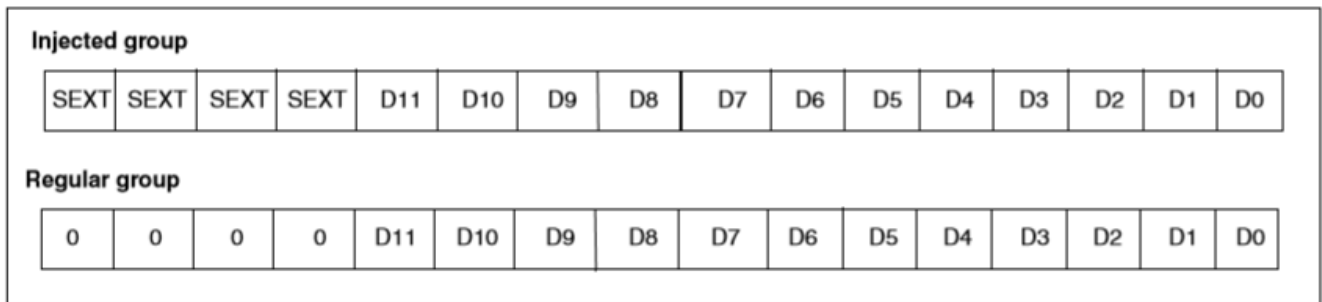 Injected group
SEXT SEXT SEXT SEXT D11 D10 D9 D8 D7 D6 D5 D4 D3 D2 D1 D0
Regular group
0 0 0 0 D11 D10 D9 D8 D7 D6 D5 D4 D3 D2 D1 D0